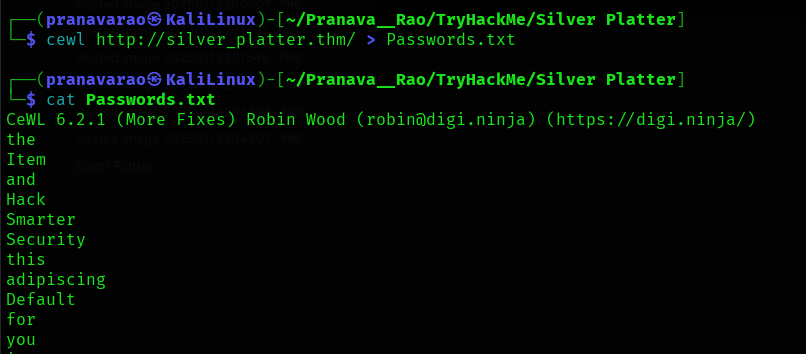 ┌──(pranavarao㉿KaliLinux)-[~/Pranava__Rao/TryHackMe/Silver Platter]
└─$ cewl http://silver_platter.thm/ > Passwords.txt
┌──(pranavarao㉿KaliLinux)-[~/Pranava__Rao/TryHackMe/Silver Platter]
└─$ cat Passwords.txt
CeWL 6.2.1 (More Fixes) Robin Wood (robin@digi.ninja) (https://digi.ninja/)
the
Item
and
Hack
Smarter
Security
this
adipiscing
Default
for
you